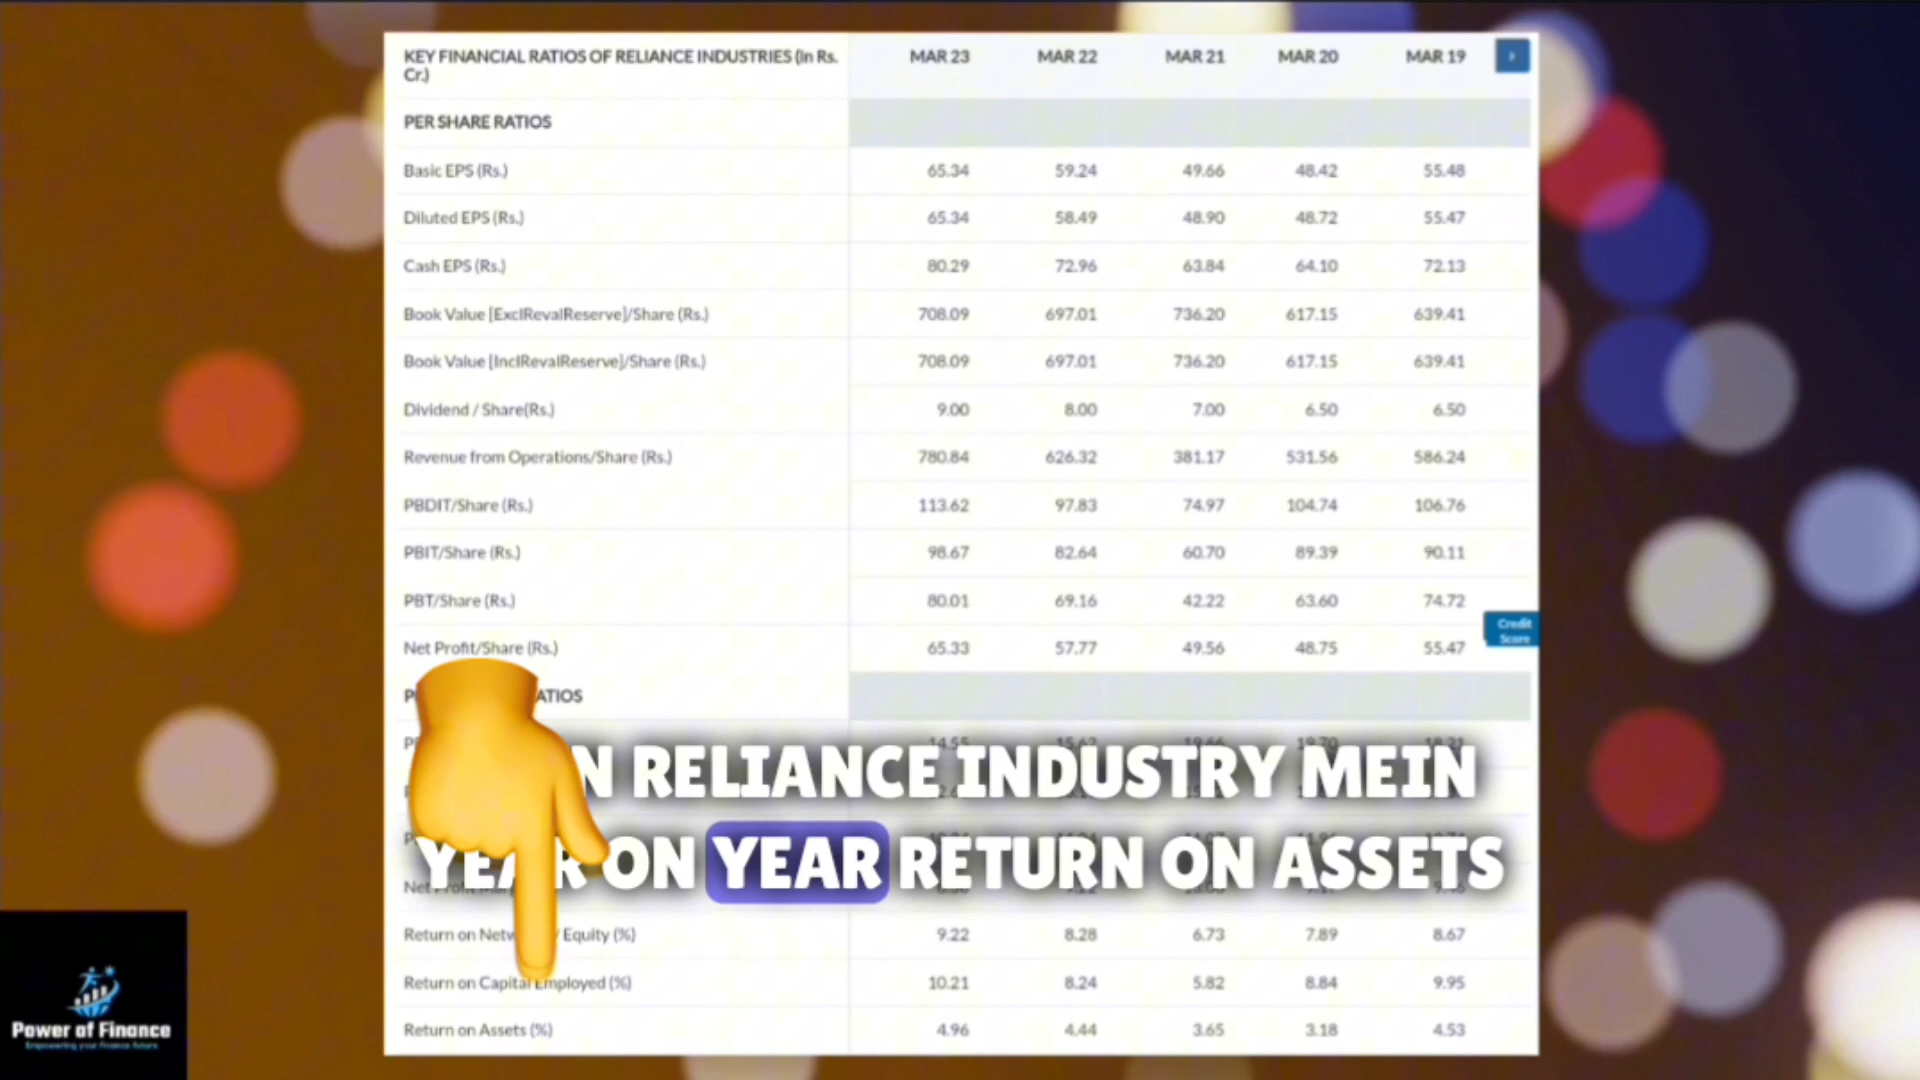 KEY FINANCIAL RATIOS OF RELIANCE INDUSTRIES (in Rs. Cr.) MAR 23 MAR 22 MAR 21 MAR 20 MAR 19
PER SHARE RATIOS
Basic EPS (Rs.) 65.34 59.24 49.66 48.42 55.48
Diluted EPS (Rs.) 65.34 58.49 48.90 48.72 55.47
Cash EPS (Rs.) 80.29 72.96 63.84 64.10 72.13
Book Value [ExclRevalReserve]/Share (Rs.) 708.09 697.01 736.20 617.15 639.41
Book Value [InclRevalReserve]/Share (Rs.) 708.09 697.01 736.20 617.15 639.41
Dividend / Share(Rs.) 9.00 8.00 7.00 6.50 6.50
Revenue from Operations/Share (Rs.) 780.84 626.32 381.17 531.56 586.24
PBDIT/Share (Rs.) 113.62 97.83 74.97 104.74 106.76
PBIT/Share (Rs.) 98.67 82.64 60.70 89.39 90.11
PBT/Share (Rs.) 80.01 69.16 42.22 63.60 74.72
Credit
Score
Net Profit/Share (Rs.) 65.33 57.77 49.56 48.75 55.47
RELIANCE INDUSTRY MEIN
YEAR ON YEAR RETURN ON ASSETS
Equity (%) 9.22 8.28 6.73 7.89 8.67
Return on Capital Employed (%) 10.21 8.24 5.82 8.84 9.95
Return on Assets (%) 4.96 4.44 3.65 3.18 4.53
Power of Finance
Empowering your finance future